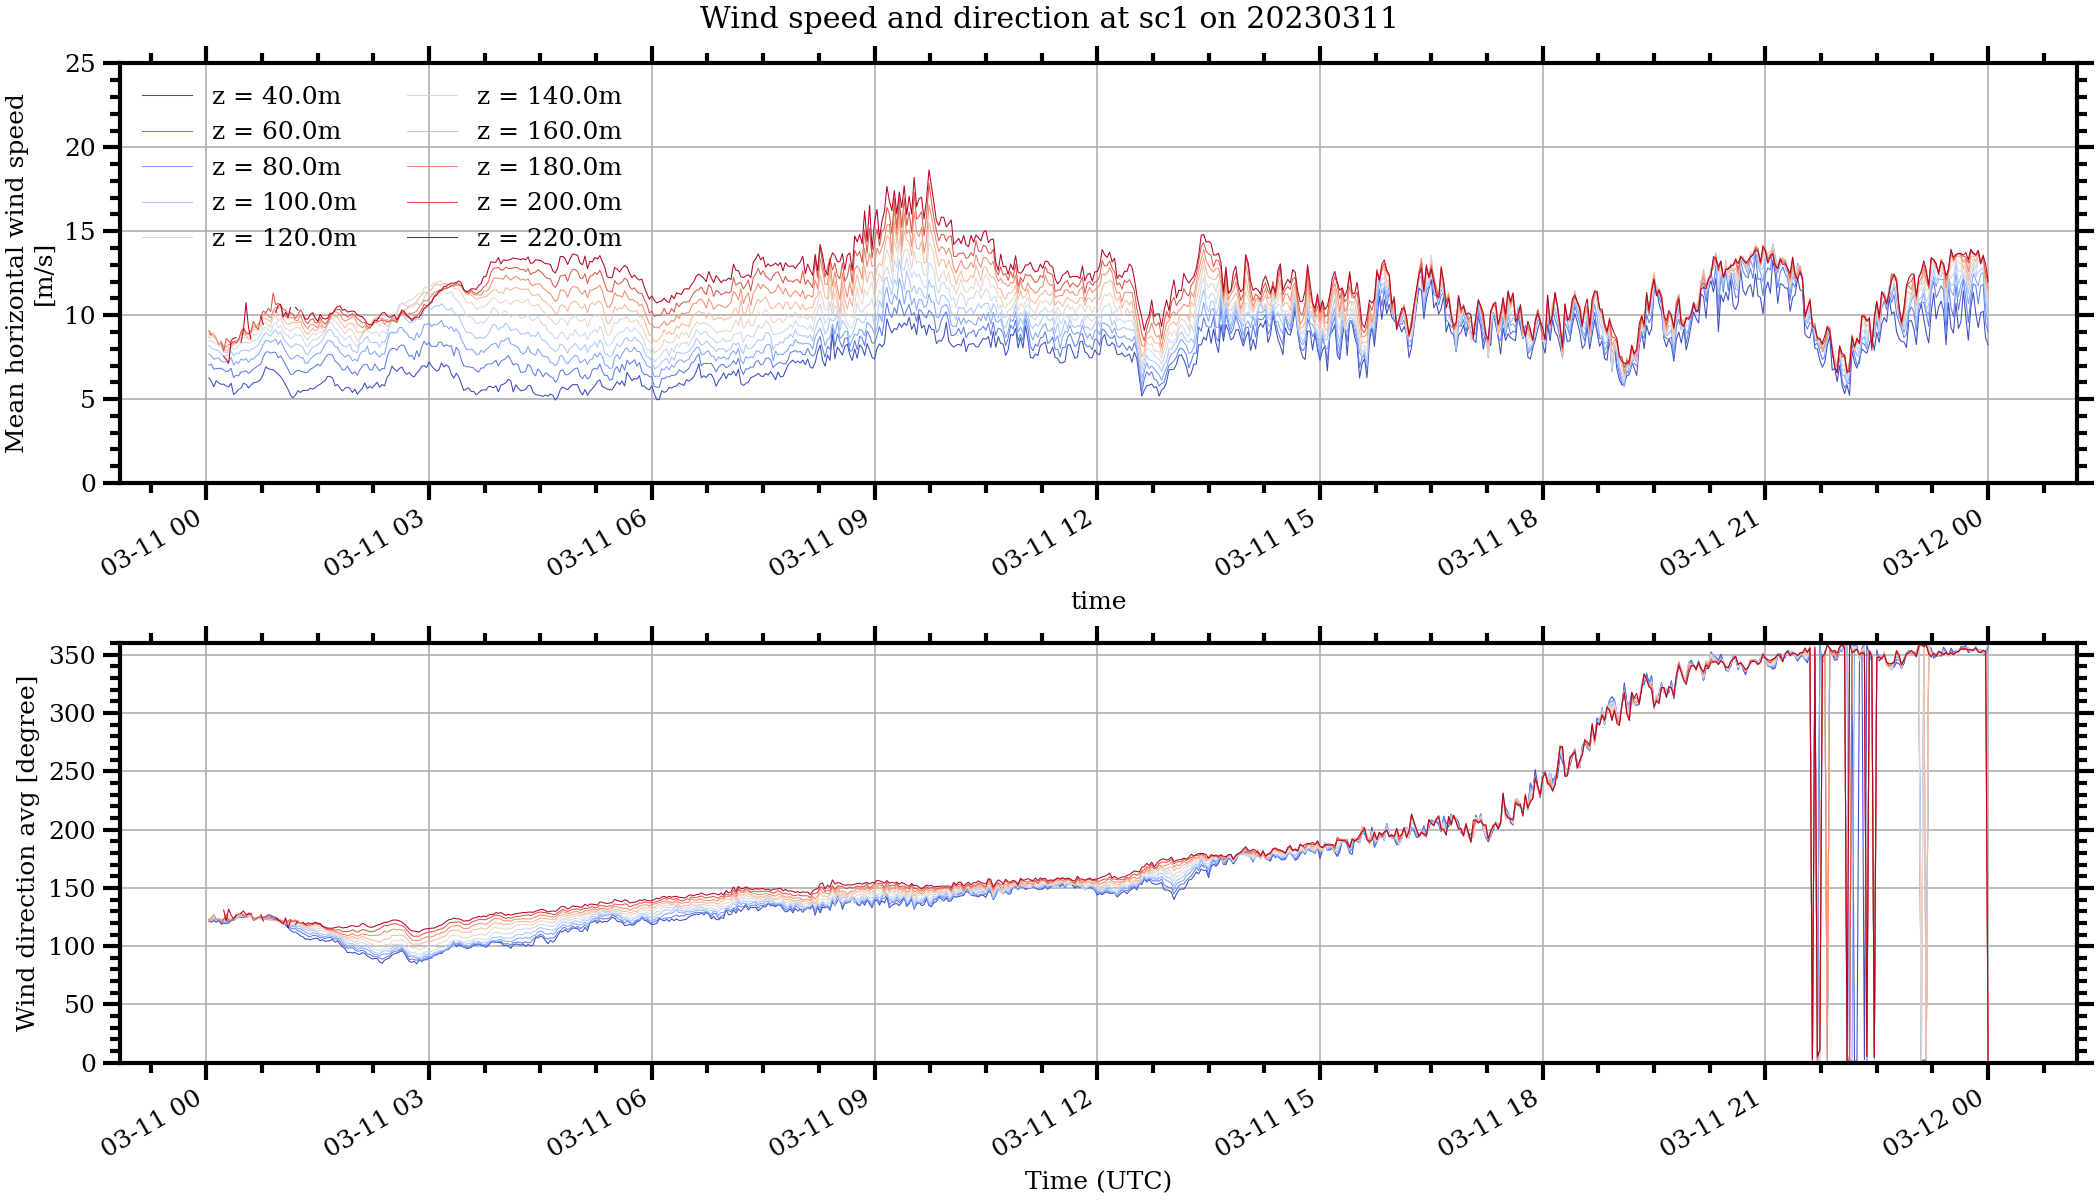 Wind speed and direction at sc1 on 20230311
Mean horizontal wind speed
[m/s]
25
20
15
10
5
0
z = 40.0m
z = 60.0m
z = 80.0m
z = 100.0m
z = 120.0m
z = 140.0m
z = 160.0m
z = 180.0m
z = 200.0m
z = 220.0m
03-11 00
03-11 03
03-11 06
03-11 09
03-11 12
03-11 15
03-11 18
03-11 21
03-12 00
time
Wind direction avg [degree]
350
300
250
200
150
100
50
0
03-11 00
03-11 03
03-11 06
03-11 09
03-11 12
03-11 15
03-11 18
03-11 21
03-12 00
Time (UTC)